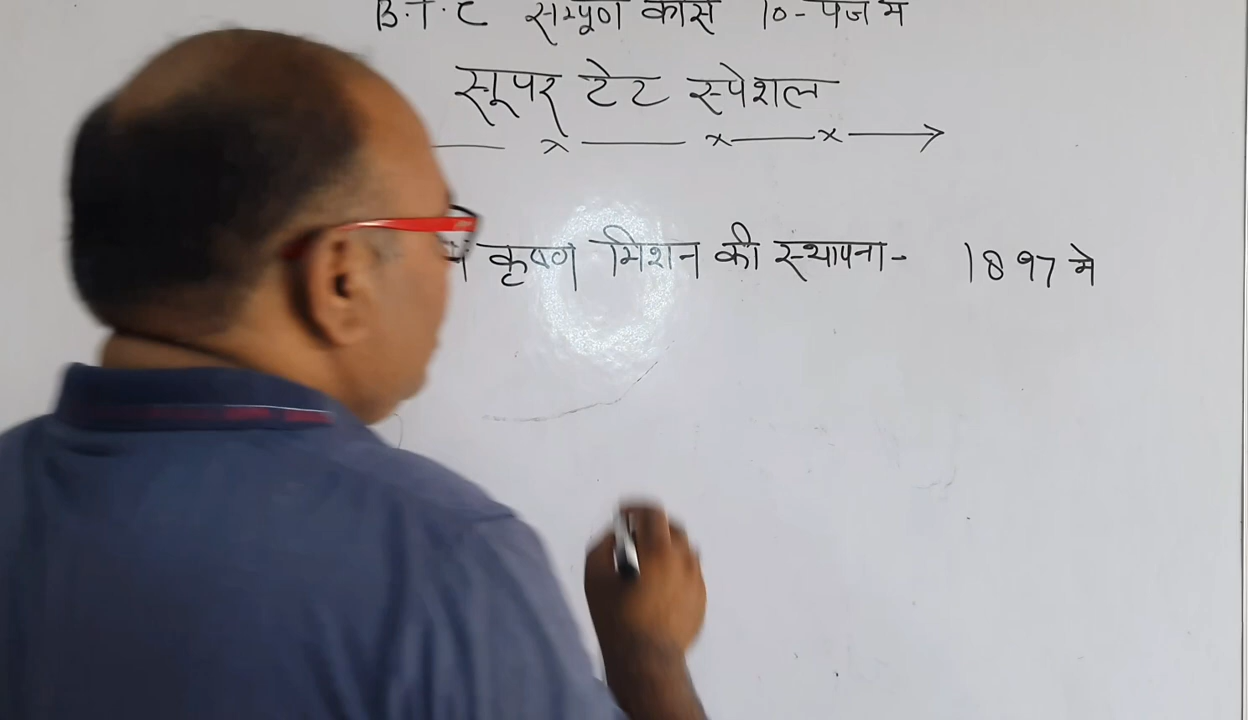 B.T.C सम्पूर्ण कोर्स 10-पेज में
सूपर टेट स्पेशल
कृष्ण मिशन की स्थापना- 1897 मे